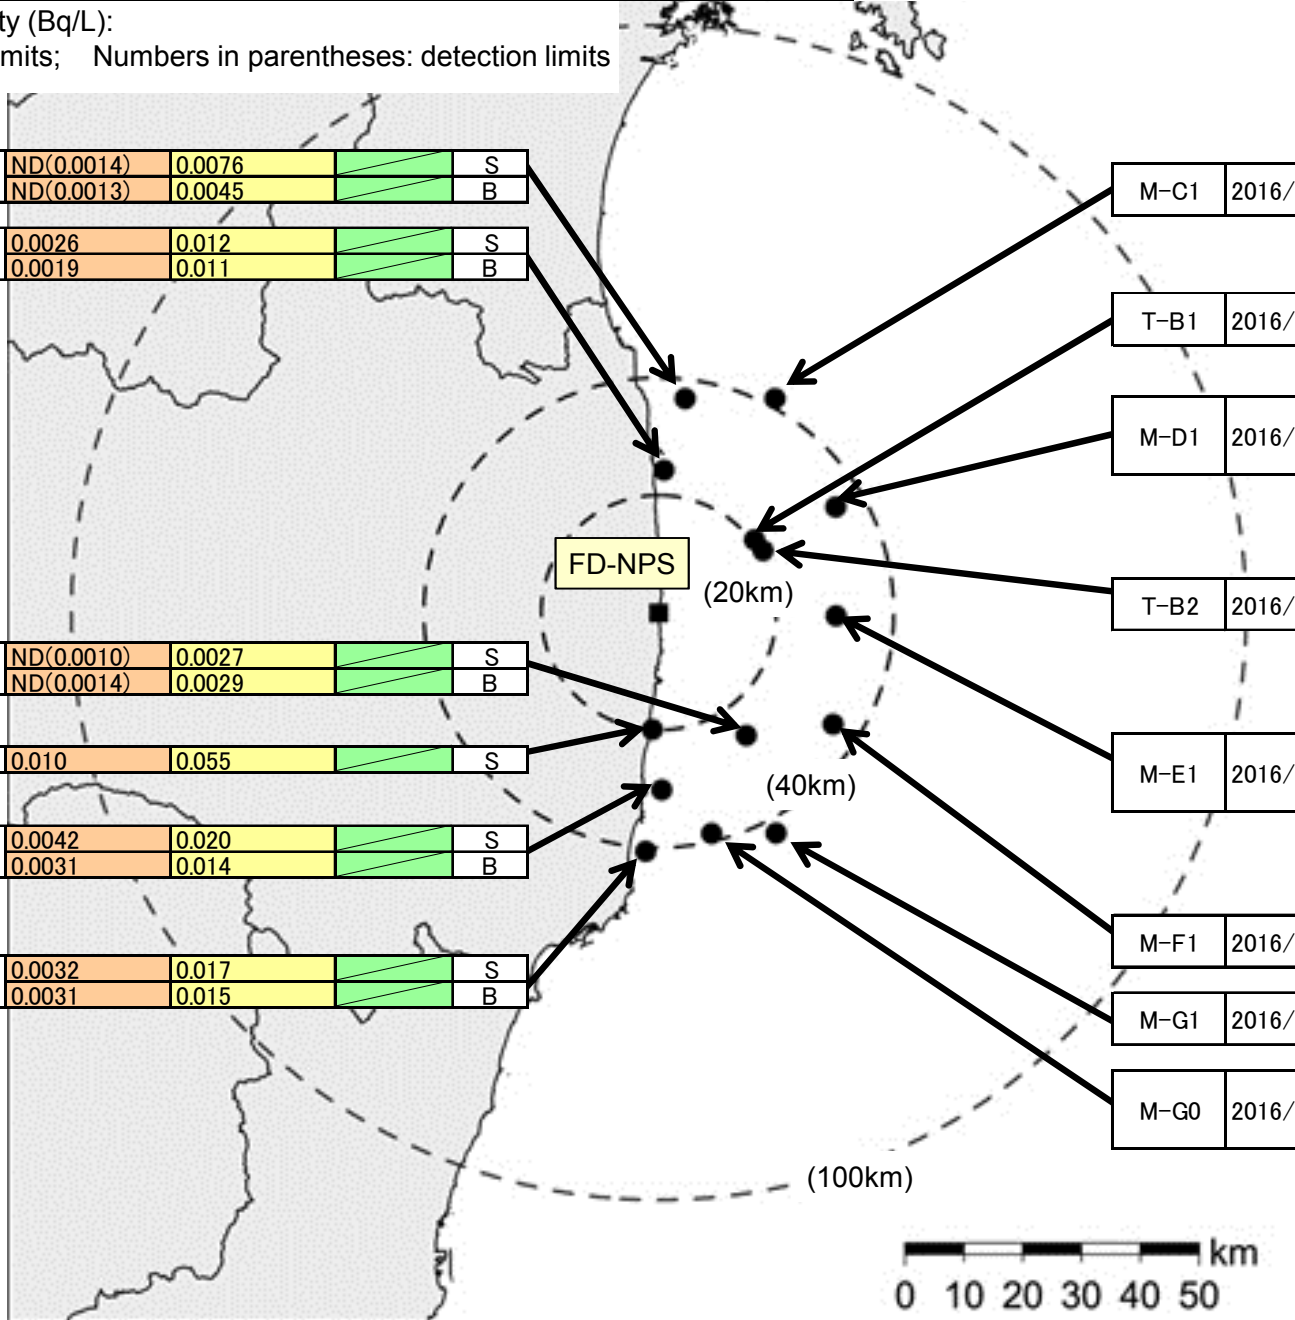 ty (Bq/L):
mits; Numbers in parentheses: detection limits
ND(0.0014) 0.0076 S
ND(0.0013) 0.0045 B
M-C1 2016/
0.0026 0.012 S
0.0019 0.011 B
T-B1 2016/
M-D1 2016/
FD-NPS
(20km)
T-B2 2016/
ND(0.0010) 0.0027 S
ND(0.0014) 0.0029 B
0.010 0.055 S
M-E1 2016/
(40km)
0.0042 0.020 S
0.0031 0.014 B
M-F1 2016/
0.0032 0.017 S
0.0031 0.015 B
M-G1 2016/
M-G0 2016/
(100km)
km
0 10 20 30 40 50